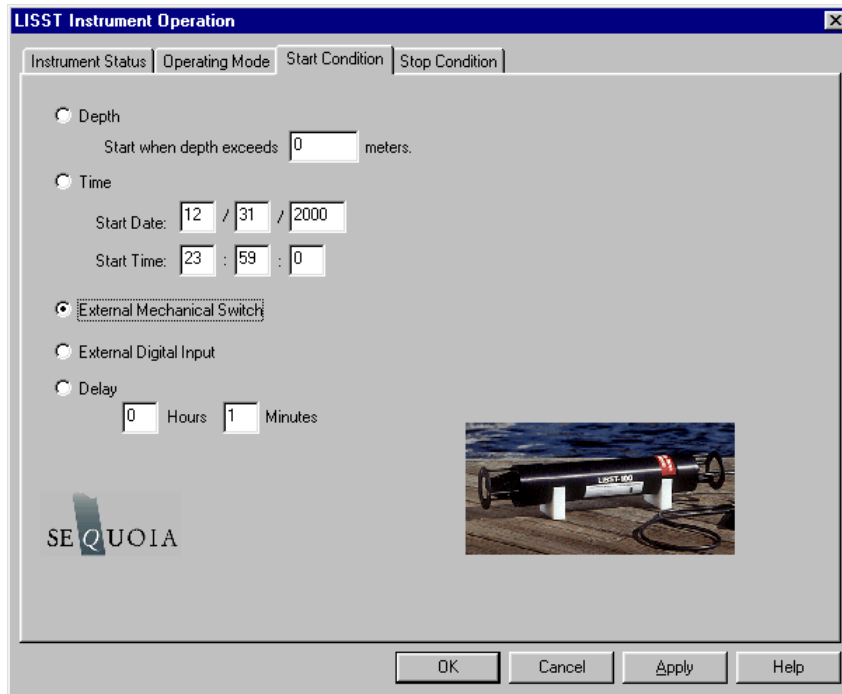 LISST Instrument Operation
Instrument Status Operating Mode Start Condition Stop Condition
Depth
Start when depth exceeds 0 meters.
Time
Start Date: 12 / 31 / 2000
Start Time: 23 : 59 : 0
External Mechanical Switch
External Digital Input
Delay
0 Hours 1 Minutes
LISST-100
SEQUOIA
OK Cancel Apply Help